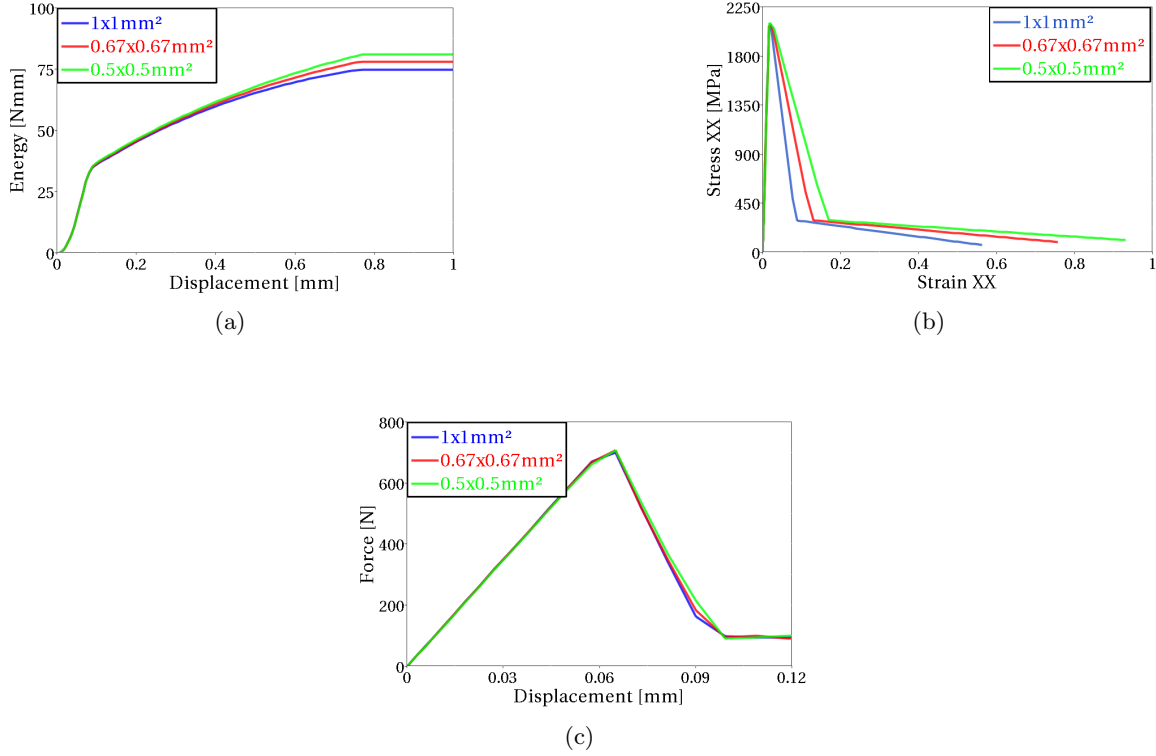 1x1mm²
0.67x0.67mm²
0.5x0.5mm²
100
75
50
25
0
Energy [Nmm]
0 0.2 0.4 0.6 0.8 1
Displacement [mm]
(a)
1x1mm²
0.67x0.67mm²
0.5x0.5mm²
2250
1800
1350
900
450
0
Stress XX [MPa]
0 0.2 0.4 0.6 0.8 1
Strain XX
(b)
1x1mm²
0.67x0.67mm²
0.5x0.5mm²
800
600
400
200
0
Force [N]
0 0.03 0.06 0.09 0.12
Displacement [mm]
(c)